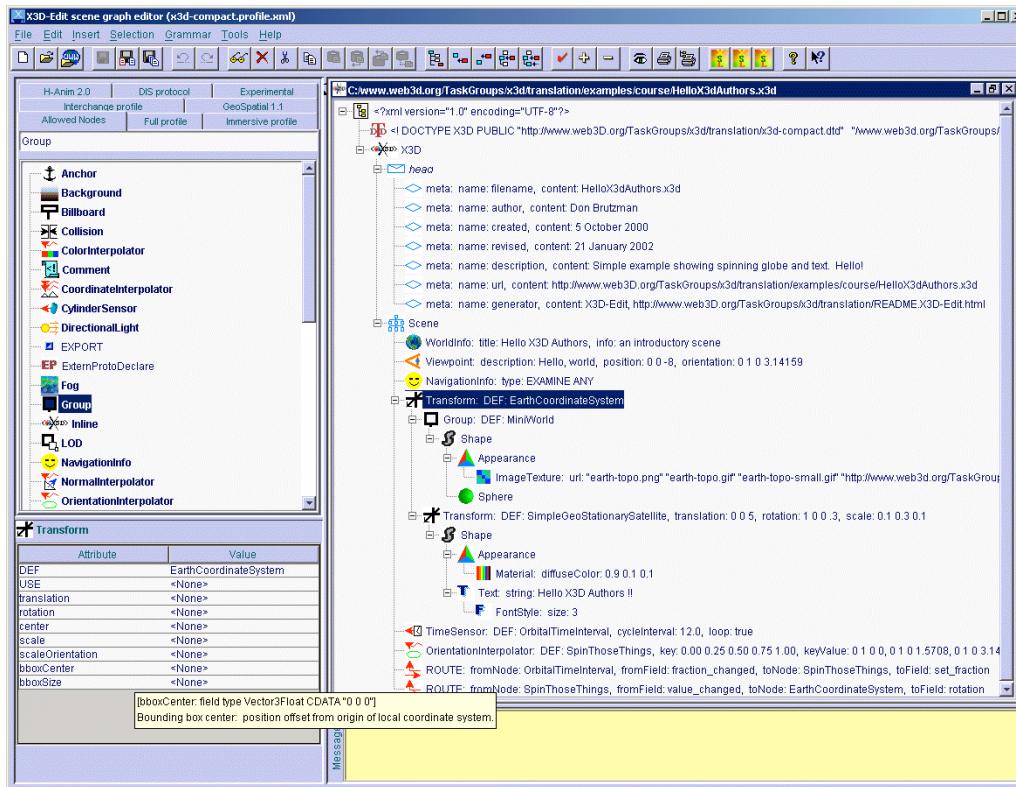 X3D-Edit scene graph editor (x3d-compact.profile.xml)
File Edit Insert Selection Grammar Tools Help
H-Anim 2.0 DIS protocol Experimental
Interchange profile GeoSpatial 1.1
Allowed Nodes Full profile Immersive profile
Group
Anchor
Background
Billboard
Collision
ColorInterpolator
Comment
CoordinateInterpolator
CylinderSensor
DirectionalLight
EXPORT
EP ExternProtoDeclare
Fog
Group
Inline
LOD
NavigationInfo
NormalInterpolator
OrientationInterpolator
Transform
Attribute Value
DEF EarthCoordinateSystem
USE <None>
translation <None>
rotation <None>
center <None>
scale <None>
scaleOrientation <None>
bboxCenter <None>
bboxSize <None>
[bboxCenter: field type Vector3Float CDATA "0 0 0"]
Bounding box center: position offset from origin of local coordinate system.
C:/www.web3d.org/TaskGroups/x3d/translation/examples/course/HelloX3dAuthors.x3d
<?xml version="1.0" encoding="UTF-8"?>
<! DOCTYPE X3D PUBLIC "http://www.web3D.org/TaskGroups/x3d/translation/x3d-compact.dtd" "/www.web3d.org/TaskGroups/
X3D
head
meta: name: filename, content: HelloX3dAuthors.x3d
meta: name: author, content: Don Brutzman
meta: name: created, content: 5 October 2000
meta: name: revised, content: 21 January 2002
meta: name: description, content: Simple example showing spinning globe and text. Hello!
meta: name: url, content: http://www.web3D.org/TaskGroups/x3d/translation/examples/course/HelloX3dAuthors.x3d
meta: name: generator, content: X3D-Edit, http://www.web3D.org/TaskGroups/x3d/translation/README.X3D-Edit.html
Scene
WorldInfo: title: Hello X3D Authors, info: an introductory scene
Viewpoint: description: Hello, world, position: 0 0 -8, orientation: 0 1 0 3.14159
NavigationInfo: type: EXAMINE ANY
Transform: DEF: EarthCoordinateSystem
Group: DEF: MiniWorld
Shape
Appearance
ImageTexture: url: "earth-topo.png" "earth-topo.gif" "earth-topo-small.gif" "http://www.web3d.org/TaskGroup
Sphere
Transform: DEF: SimpleGeoStationarySatellite, translation: 0 0 5, rotation: 1 0 0 .3, scale: 0.1 0.3 0.1
Shape
Appearance
Material: diffuseColor: 0.9 0.1 0.1
Text: string: Hello X3D Authors !!
FontStyle: size: 3
TimeSensor: DEF: OrbitalTimeInterval, cycleInterval: 12.0, loop: true
OrientationInterpolator: DEF: SpinThoseThings, key: 0.00 0.25 0.50 0.75 1.00, keyValue: 0 1 0 0, 0 1 0 1.5708, 0 1 0 3.14
ROUTE: fromNode: OrbitalTimeInterval, fromField: fraction_changed, toNode: SpinThoseThings, toField: set_fraction
ROUTE: fromNode: SpinThoseThings, fromField: value_changed, toNode: EarthCoordinateSystem, toField: rotation